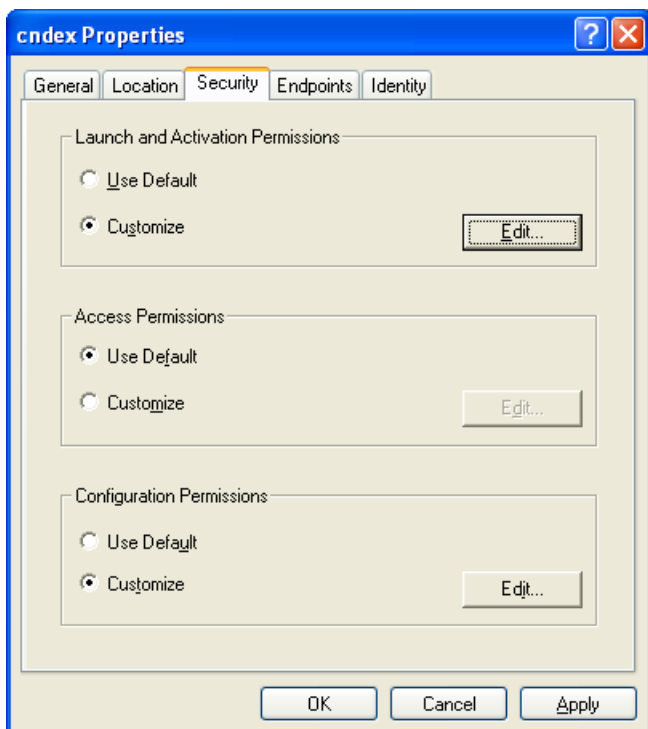 cndex Properties
General Location Security Endpoints Identity
Launch and Activation Permissions
Use Default
Customize Edit...
Access Permissions
Use Default
Customize Edit...
Configuration Permissions
Use Default
Customize Edit...
OK Cancel Apply